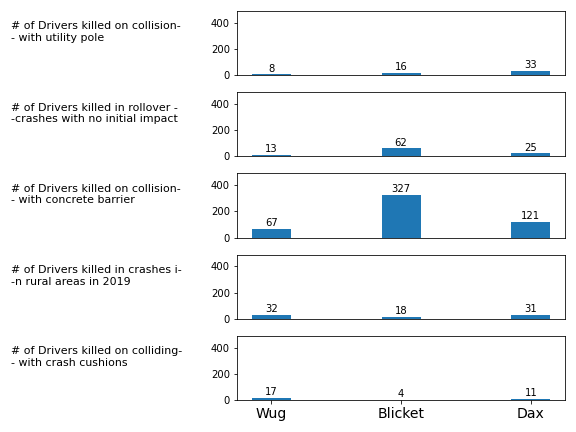 # of Drivers killed on collision-
- with utility pole
400
200
0
8
16
33
# of Drivers killed in rollover -
-crashes with no initial impact
400
200
0
13
62
25
# of Drivers killed on collision-
- with concrete barrier
400
200
0
67
327
121
# of Drivers killed in crashes i-
-n rural areas in 2019
400
200
0
32
18
31
# of Drivers killed on colliding-
- with crash cushions
400
200
0
17
4
11
Wug Blicket Dax